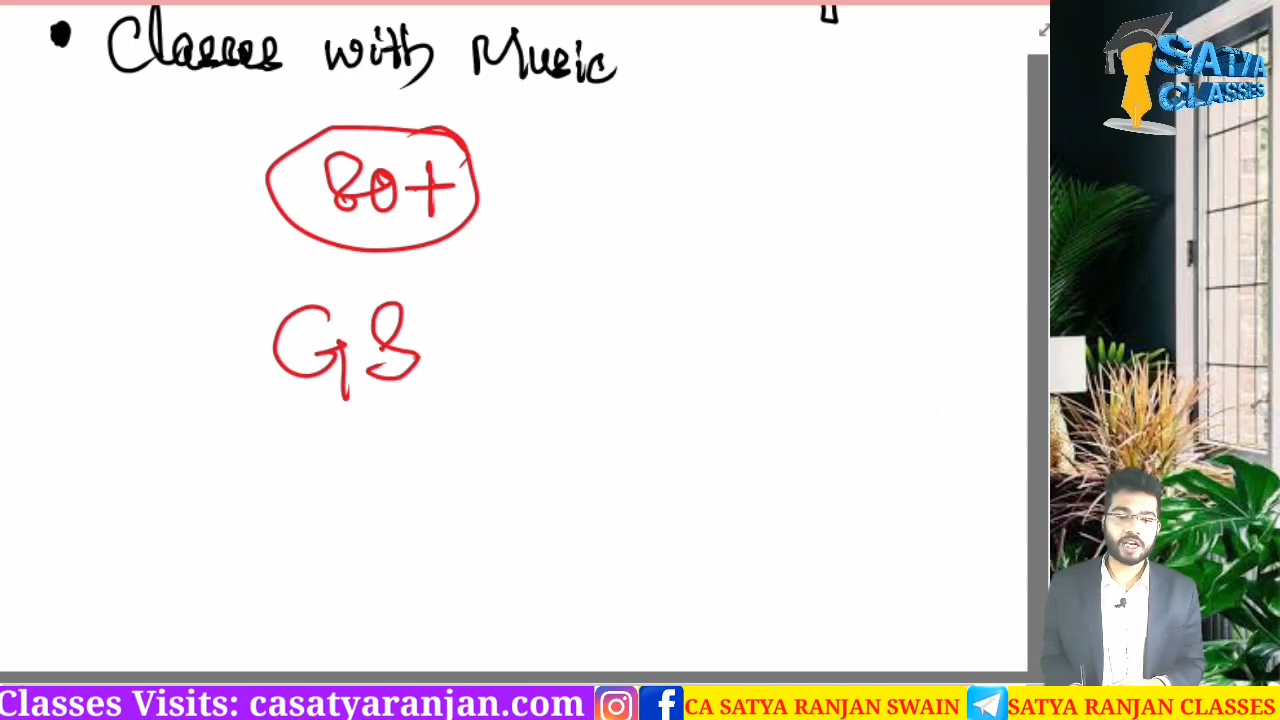 • Classes with Music
80+
GS
SATYA
CLASSES
Classes Visits: casatyaranjan.com
CA SATYA RANJAN SWAIN
SATYA RANJAN CLASSES